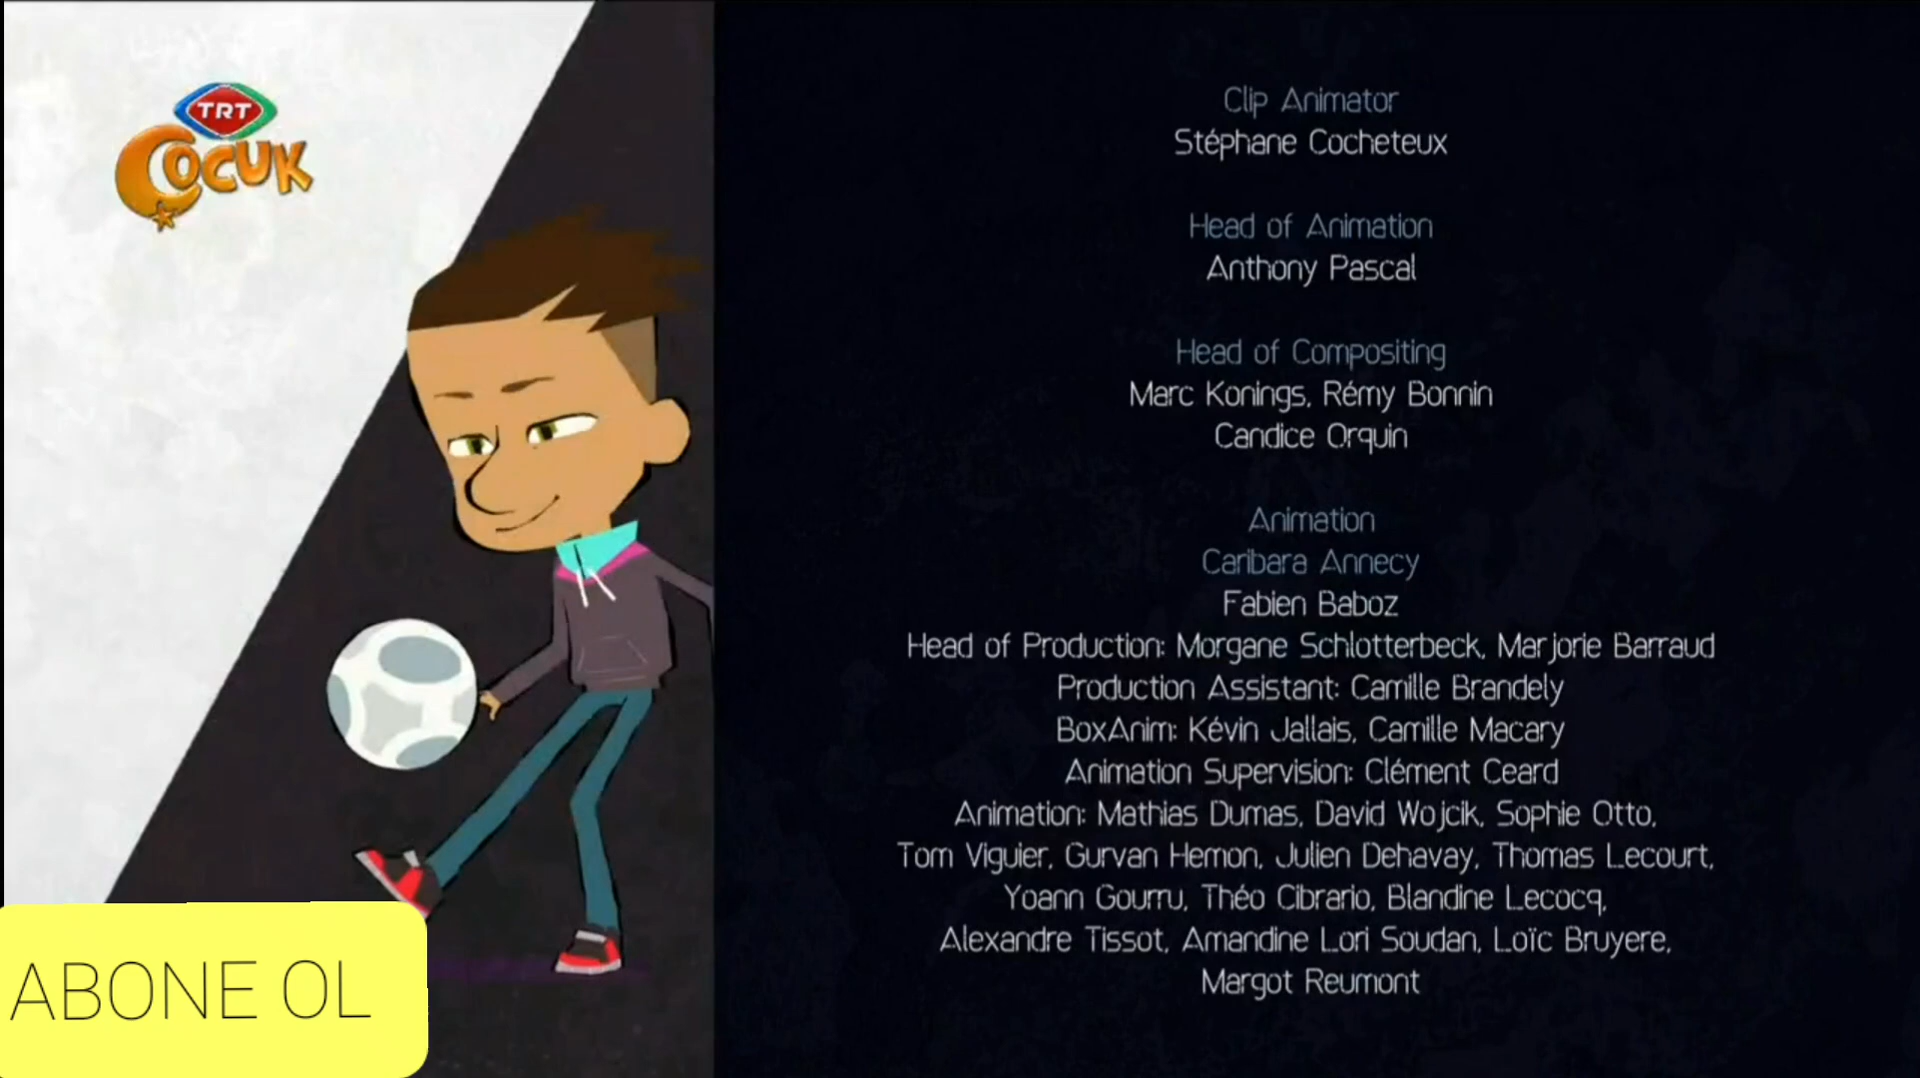 TRT
ÇOCUK
Clip Animator
Stéphane Cocheteux
Head of Animation
Anthony Pascal
Head of Compositing
Marc Konings, Rémy Bonnin
Candice Orquin
Animation
Caribara Annecy
Fabien Baboz
Head of Production: Morgane Schlotterbeck, Marjorie Barraud
Production Assistant: Camille Brandely
BoxAnim: Kévin Jallais, Camille Macary
Animation Supervision: Clément Ceard
Animation: Mathias Dumas, David Wojcik, Sophie Otto,
Tom Viguier, Gurvan Hemon, Julien Dehavay, Thomas Lecourt,
Yoann Gourru, Théo Cibrario, Blandine Lecocq,
Alexandre Tissot, Amandine Lori Soudan, Loïc Bruyere,
Margot Reumont
ABONE OL